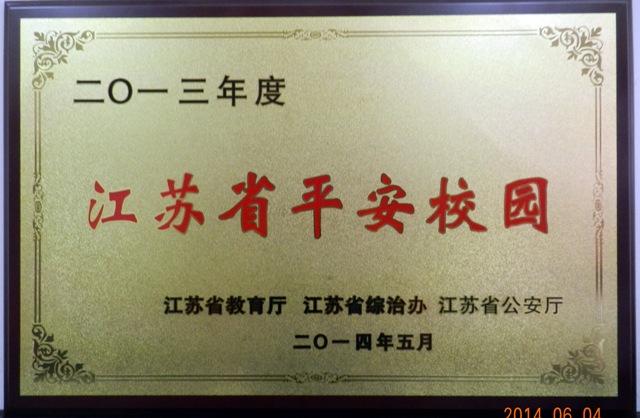 二〇一三年度
江苏省平安校园
江苏省教育厅 江苏省综治办 江苏省公安厅
二〇一四年五月
2014 06 04